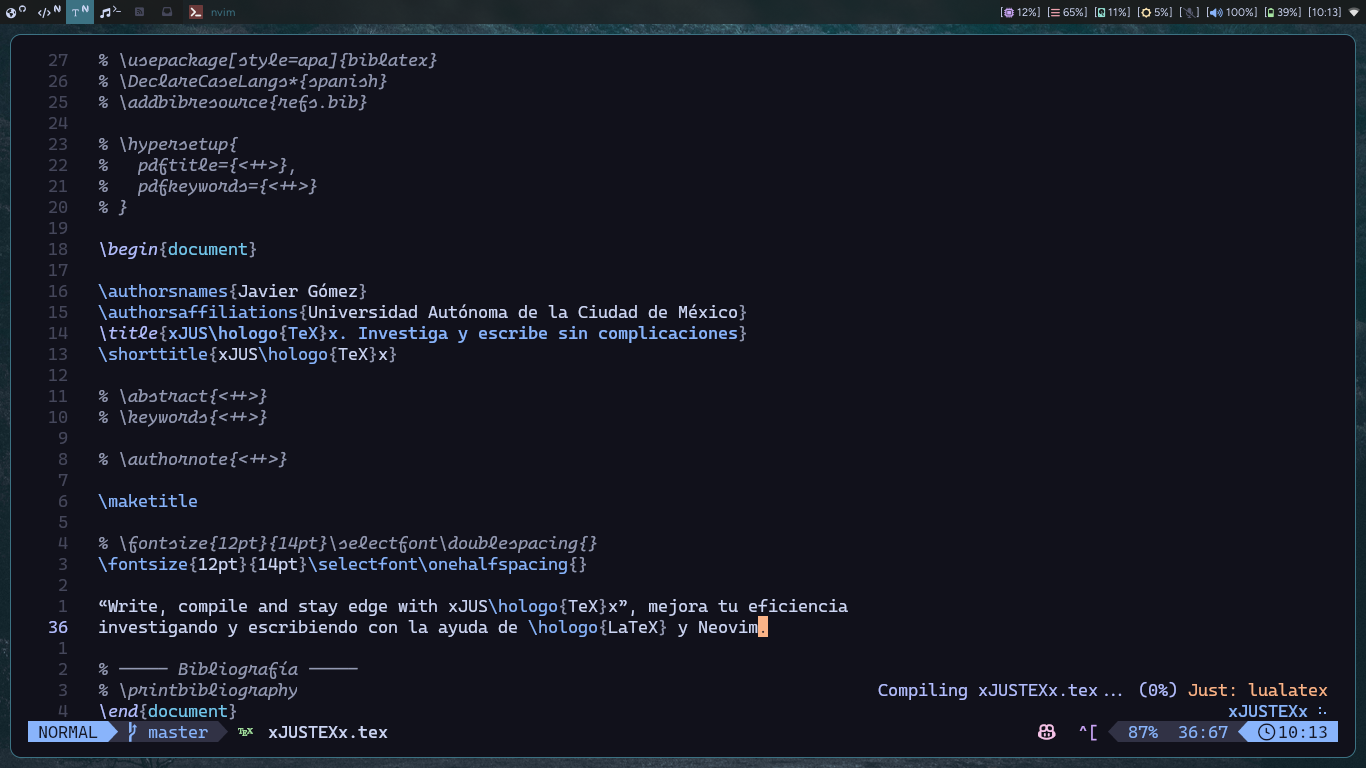 nvim [12%] [65%] [11%] [5%] [100%] [39%] [10:13]
27 % \usepackage[style=apa]{biblatex}
26 % \DeclareCaseLangs*{spanish}
25 % \addbibresource{refs.bib}
24
23 % \hypersetup{
22 %   pdftitle={<++>},
21 %   pdfkeywords={<++>}
20 % }
19
18 \begin{document}
17
16 \authorsnames{Javier Gómez}
15 \authorsaffiliations{Universidad Autónoma de la Ciudad de México}
14 \title{xJUS\hologo{TeX}x. Investiga y escribe sin complicaciones}
13 \shorttitle{xJUS\hologo{TeX}x}
12
11 % \abstract{<++>}
10 % \keywords{<++>}
9
8 % \authornote{<++>}
7
6 \maketitle
5
4 % \fontsize{12pt}{14pt}\selectfont\doublespacing{}
3 \fontsize{12pt}{14pt}\selectfont\onehalfspacing{}
2
1 “Write, compile and stay edge with xJUS\hologo{TeX}x”, mejora tu eficiencia
36 investigando y escribiendo con la ayuda de \hologo{LaTeX} y Neovim.
1
2 % ————— Bibliografía —————
3 % \printbibliography
Compiling xJUSTEXx.tex... (0%) Just: lualatex
4 \end{document}
xJUSTEXx
NORMAL master TEX xJUSTEXx.tex ^[ 87% 36:67 10:13